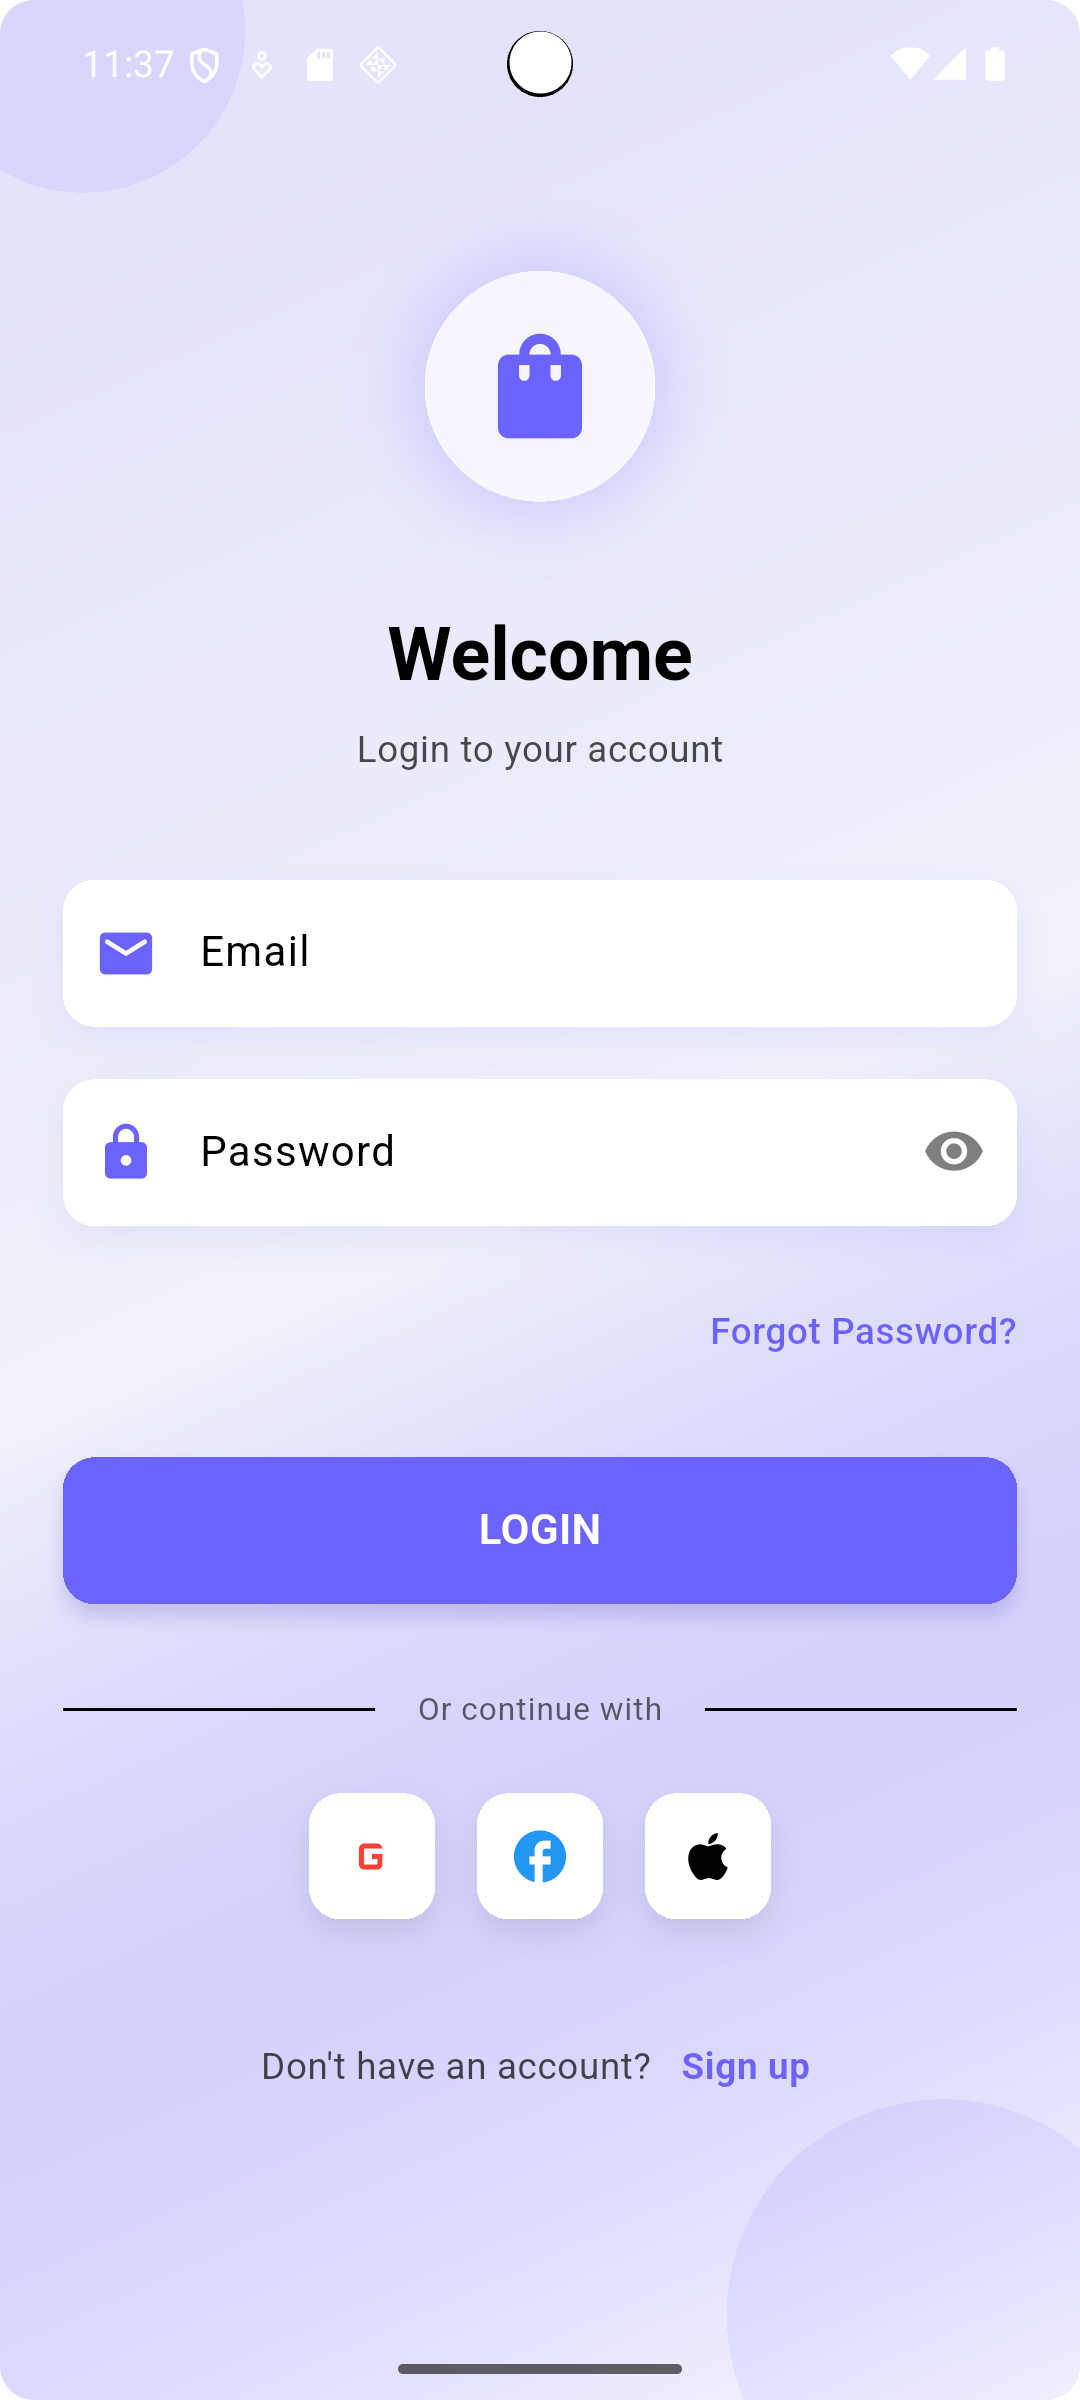 11:37
Welcome
Login to your account
Email
Password
Forgot Password?
LOGIN
Or continue with
G
Don't have an account? Sign up